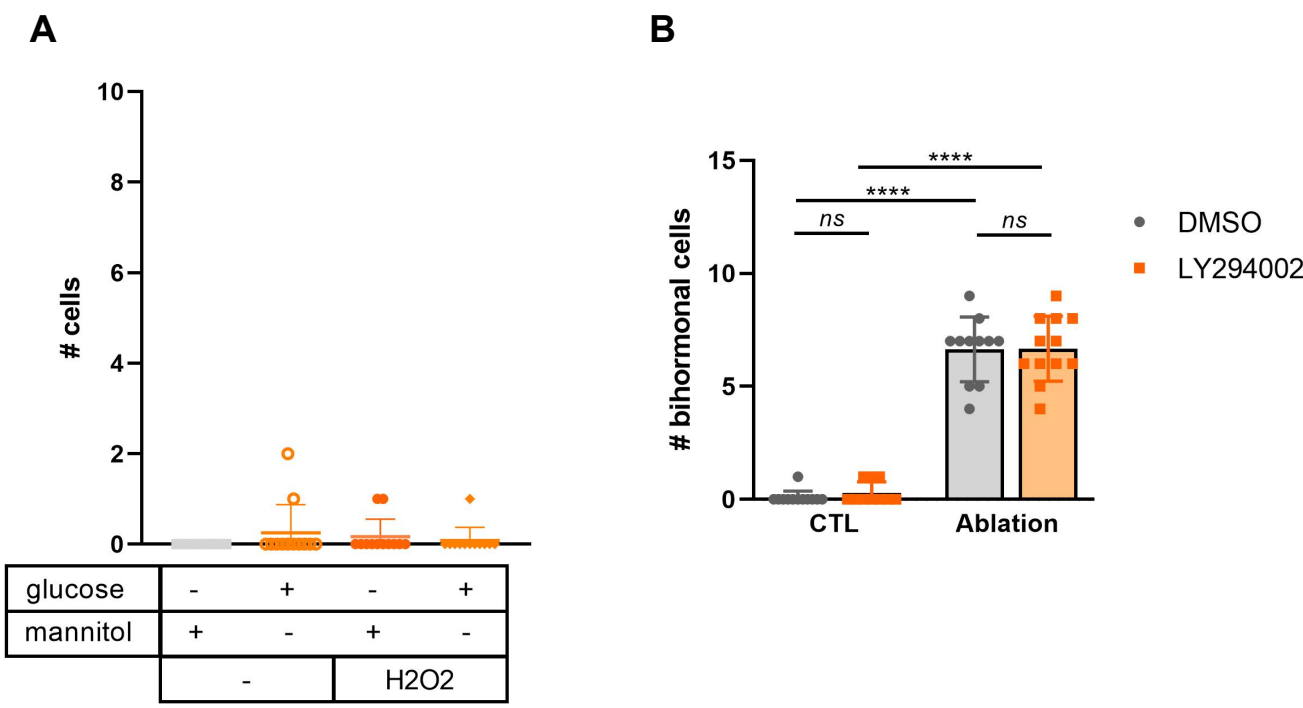 A
10
8
6
4
2
0
# cells
glucose - + - +
mannitol + - + -
- H2O2
B
15
10
5
0
# bihormonal cells
****
****
ns
ns
CTL Ablation
DMSO
LY294002